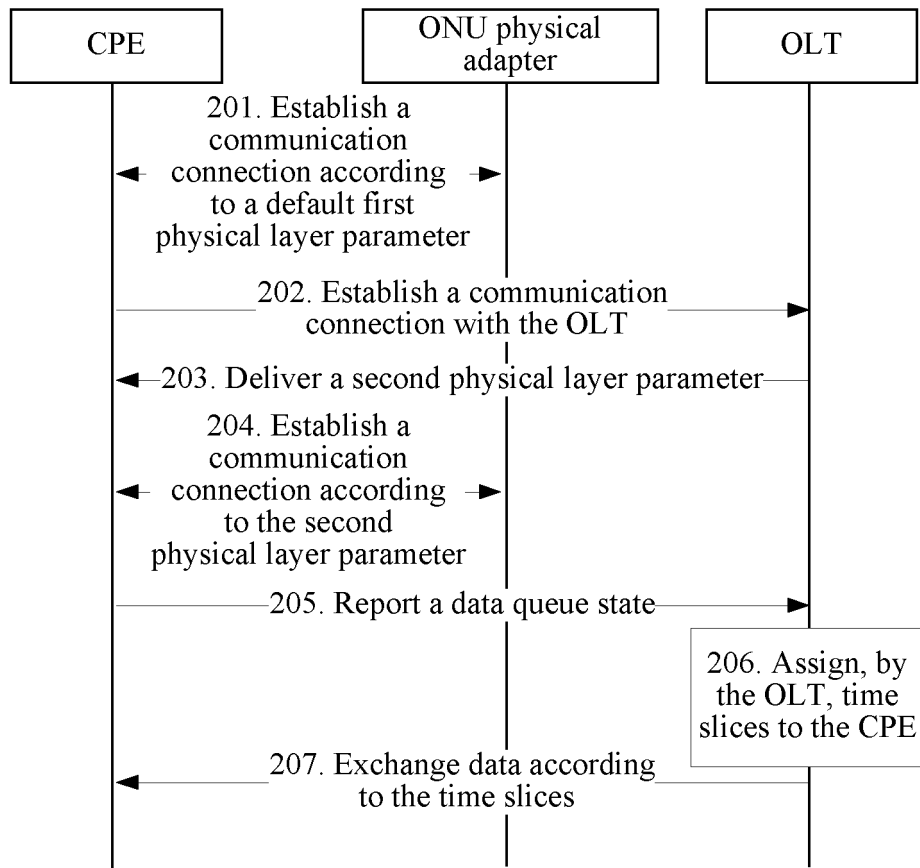 CPE
ONU physical
adapter
OLT
201. Establish a
communication
connection according
to a default first
physical layer parameter
202. Establish a communication
connection with the OLT
203. Deliver a second physical layer parameter
204. Establish a
communication
connection according
to the second
physical layer parameter
205. Report a data queue state
206. Assign, by
the OLT, time
slices to the CPE
207. Exchange data according
to the time slices